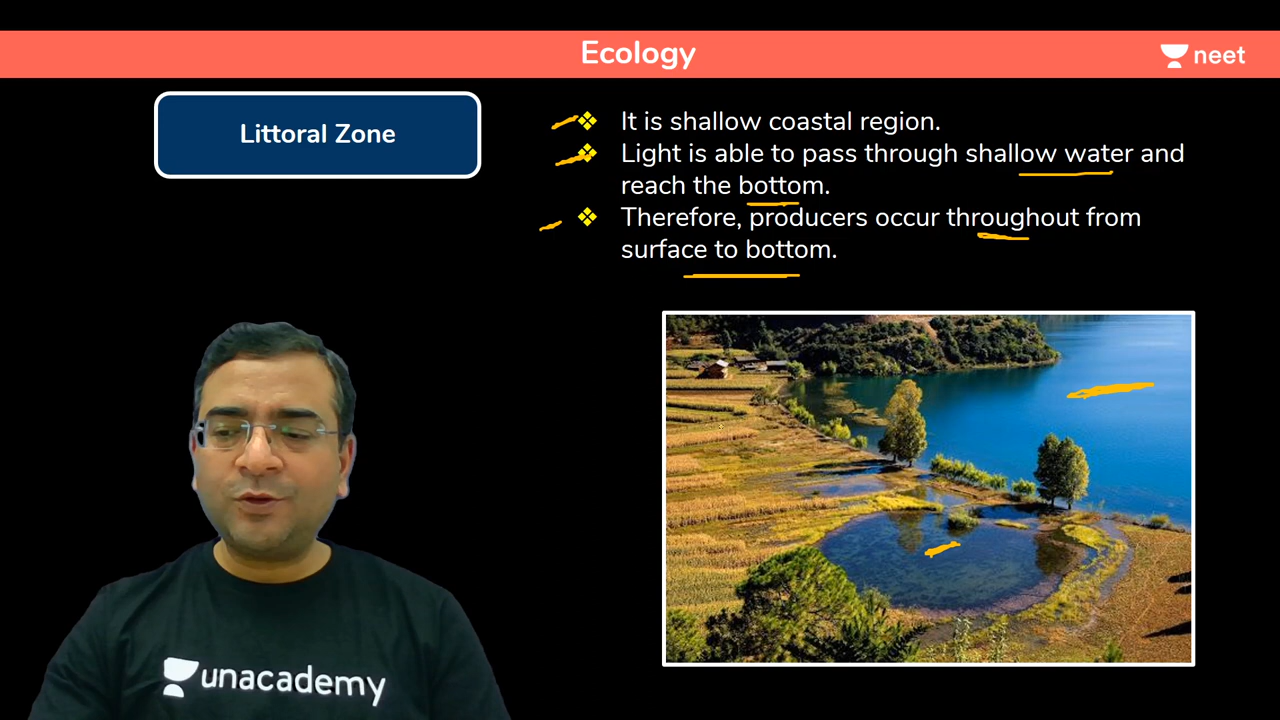 Ecology
neet
Littoral Zone
It is shallow coastal region.
Light is able to pass through shallow water and
reach the bottom.
Therefore, producers occur throughout from
surface to bottom.
unacademy